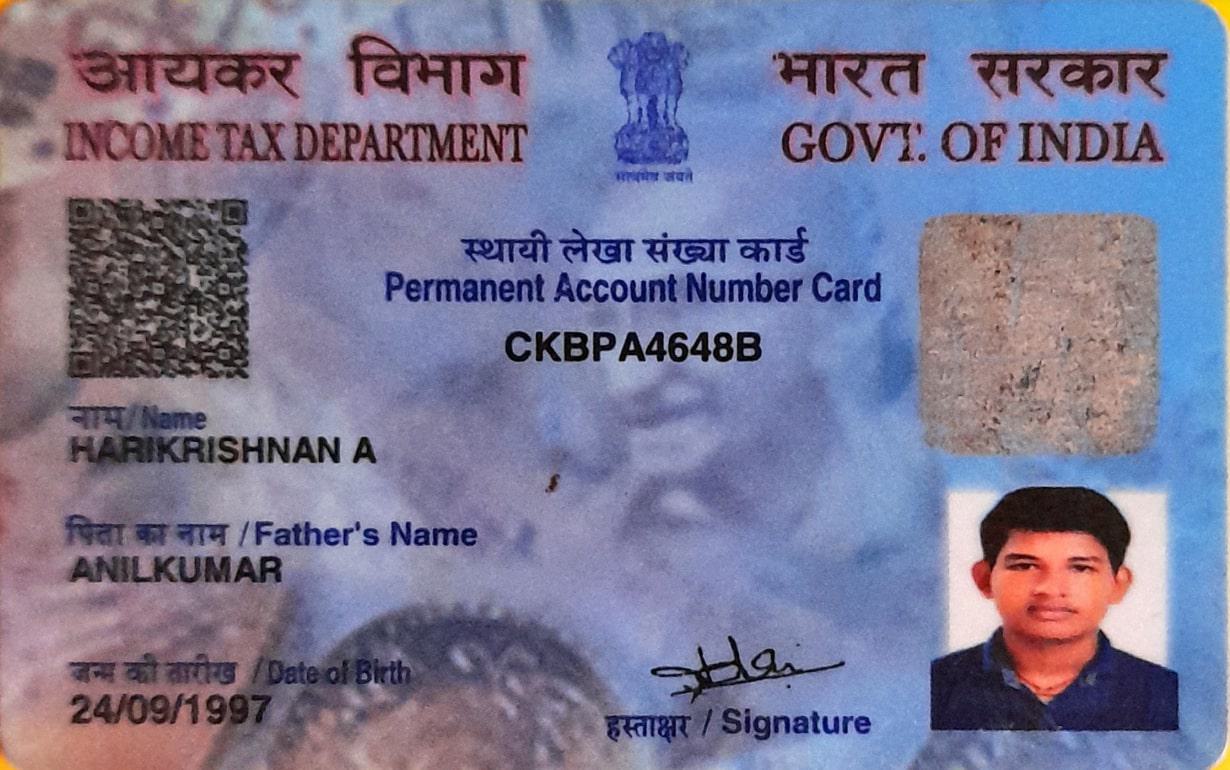 आयकर विभाग
INCOME TAX DEPARTMENT
सत्यमेव जयते
भारत सरकार
GOVT. OF INDIA
स्थायी लेखा संख्या कार्ड
Permanent Account Number Card
CKBPA4648B
नाम/Name
HARIKRISHNAN A
पिता का नाम /Father's Name
ANILKUMAR
जन्म की तारीख /Date of Birth
24/09/1997
हस्ताक्षर / Signature